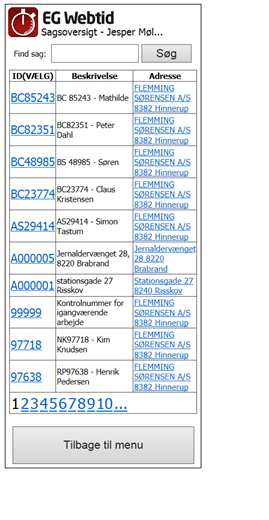 EG Webtid
Sagsoversigt - Jesper Møl...
Find sag:
Søg
ID(VÆLG) Beskrivelse Adresse
BC85243 BC 85243 - Mathilde FLEMMING
SØRENSEN A/S
8382 Hinnerup
BC82351 BC82351 - Peter
Dahl FLEMMING
SØRENSEN A/S
8382 Hinnerup
BC48985 BS 48985 - Søren FLEMMING
SØRENSEN A/S
8382 Hinnerup
BC23774 BC23774 - Claus
Kristensen FLEMMING
SØRENSEN A/S
8382 Hinnerup
AS29414 AS29414 - Simon
Tastum FLEMMING
SØRENSEN A/S
8382 Hinnerup
A000005 Jernaldervænget 28,
8220 Brabrand Jernaldervænget
28 8220
Brabrand
A000001 stationsgade 27
Risskov Stationsgade 27
8240 Risskov
99999 Kontrolnummer for
igangværende
arbejde FLEMMING
SØRENSEN A/S
8382 Hinnerup
97718 NK97718 - Kim
Knudsen FLEMMING
SØRENSEN A/S
8382 Hinnerup
97638 RP97638 - Henrik
Pedersen FLEMMING
SØRENSEN A/S
8382 Hinnerup
1 2 3 4 5 6 7 8 9 10 ...
Tilbage til menu